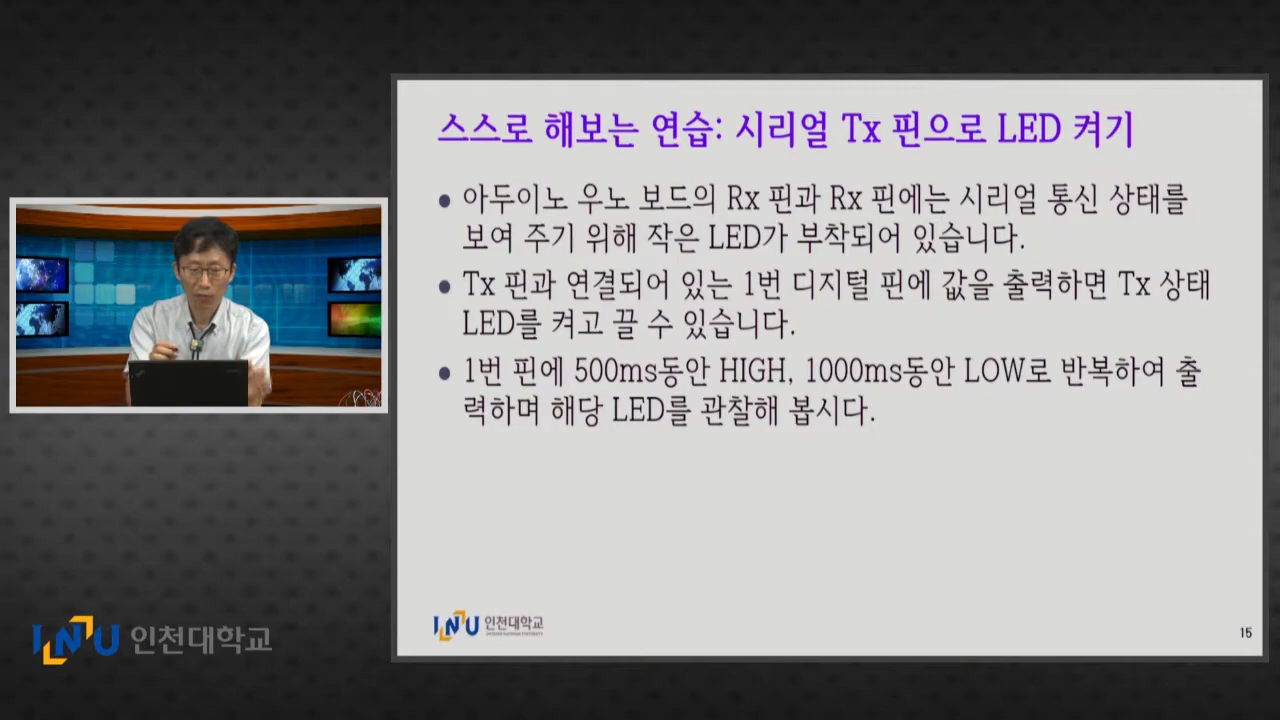 스스로 해보는 연습: 시리얼 Tx 핀으로 LED 켜기
● 아두이노 우노 보드의 Rx 핀과 Rx 핀에는 시리얼 통신 상태를
보여 주기 위해 작은 LED가 부착되어 있습니다.
● Tx 핀과 연결되어 있는 1번 디지털 핀에 값을 출력하면 Tx 상태
LED를 켜고 끌 수 있습니다.
● 1번 핀에 500ms동안 HIGH, 1000ms동안 LOW로 반복하여 출
력하며 해당 LED를 관찰해 봅시다.
INU 인천대학교
15
INU 인천대학교